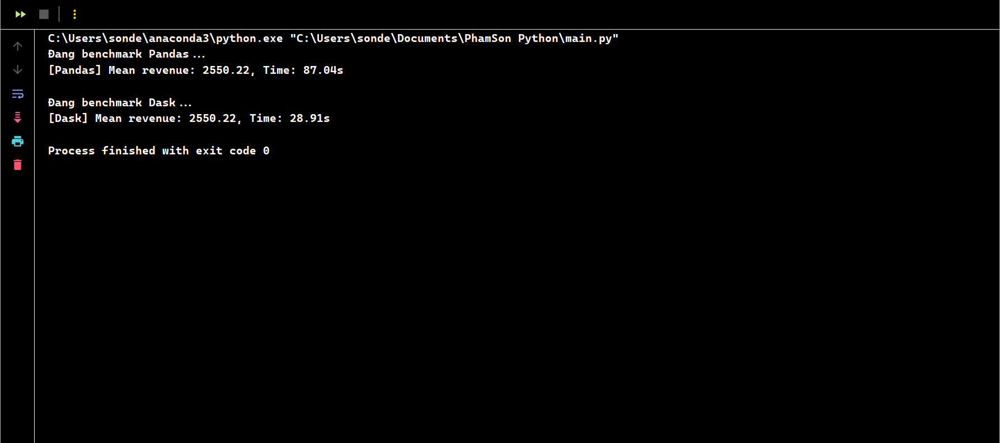 C:\Users\sonde\anaconda3\python.exe "C:\Users\sonde\Documents\PhamSon Python\main.py"
Đang benchmark Pandas...
[Pandas] Mean revenue: 2550.22, Time: 87.04s
Đang benchmark Dask...
[Dask] Mean revenue: 2550.22, Time: 28.91s
Process finished with exit code 0